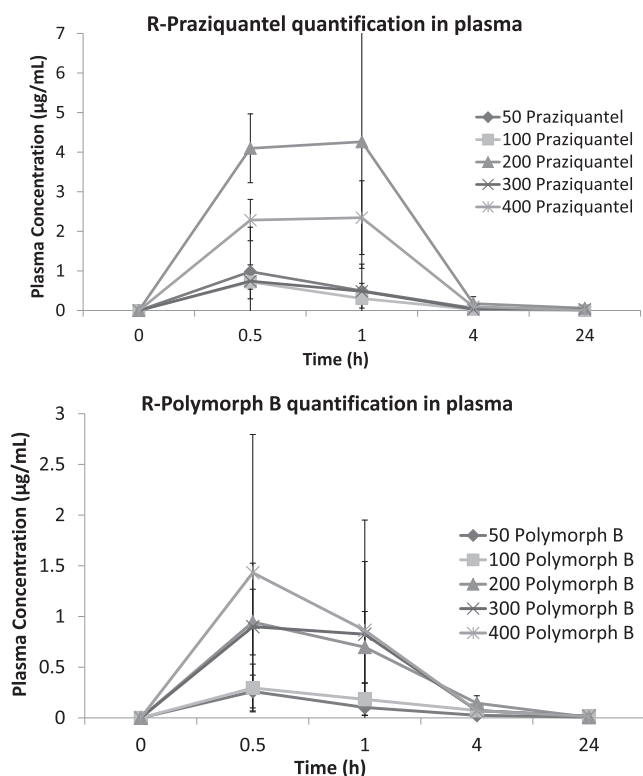 R-Praziquantel quantification in plasma
Plasma Concentration (µg/mL)
7
6
5
4
3
2
1
0
50 Praziquantel
100 Praziquantel
200 Praziquantel
300 Praziquantel
400 Praziquantel
0 0.5 1 4 24
Time (h)
R-Polymorph B quantification in plasma
Plasma Concentration (µg/mL)
3
2.5
2
1.5
1
0.5
0
50 Polymorph B
100 Polymorph B
200 Polymorph B
300 Polymorph B
400 Polymorph B
0 0.5 1 4 24
Time (h)